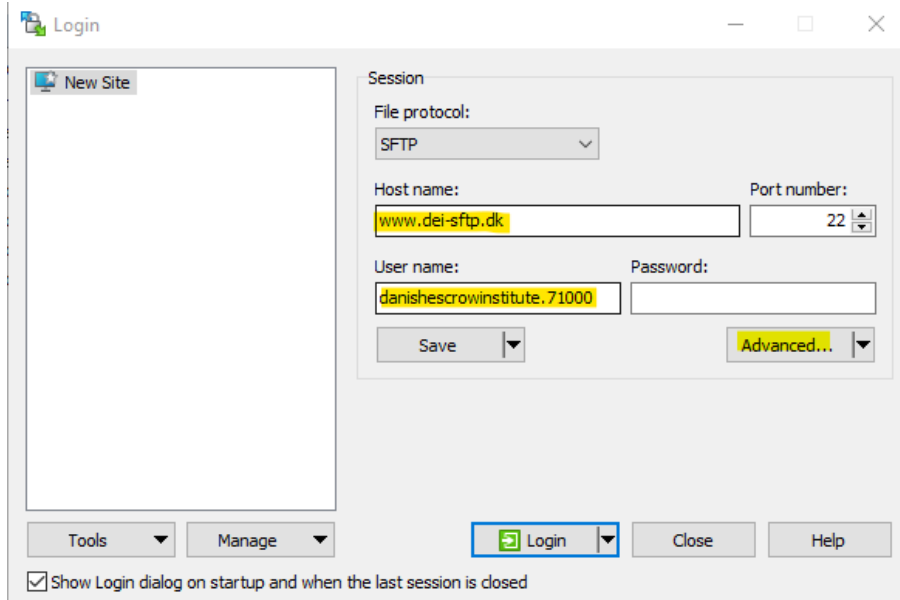 Login
New Site
Session
File protocol:
SFTP
Host name:
Port number:
www.dei-sftp.dk
22
User name:
Password:
danishescrowinstitute.71000
Save
Advanced...
Tools
Manage
Login
Close
Help
Show Login dialog on startup and when the last session is closed